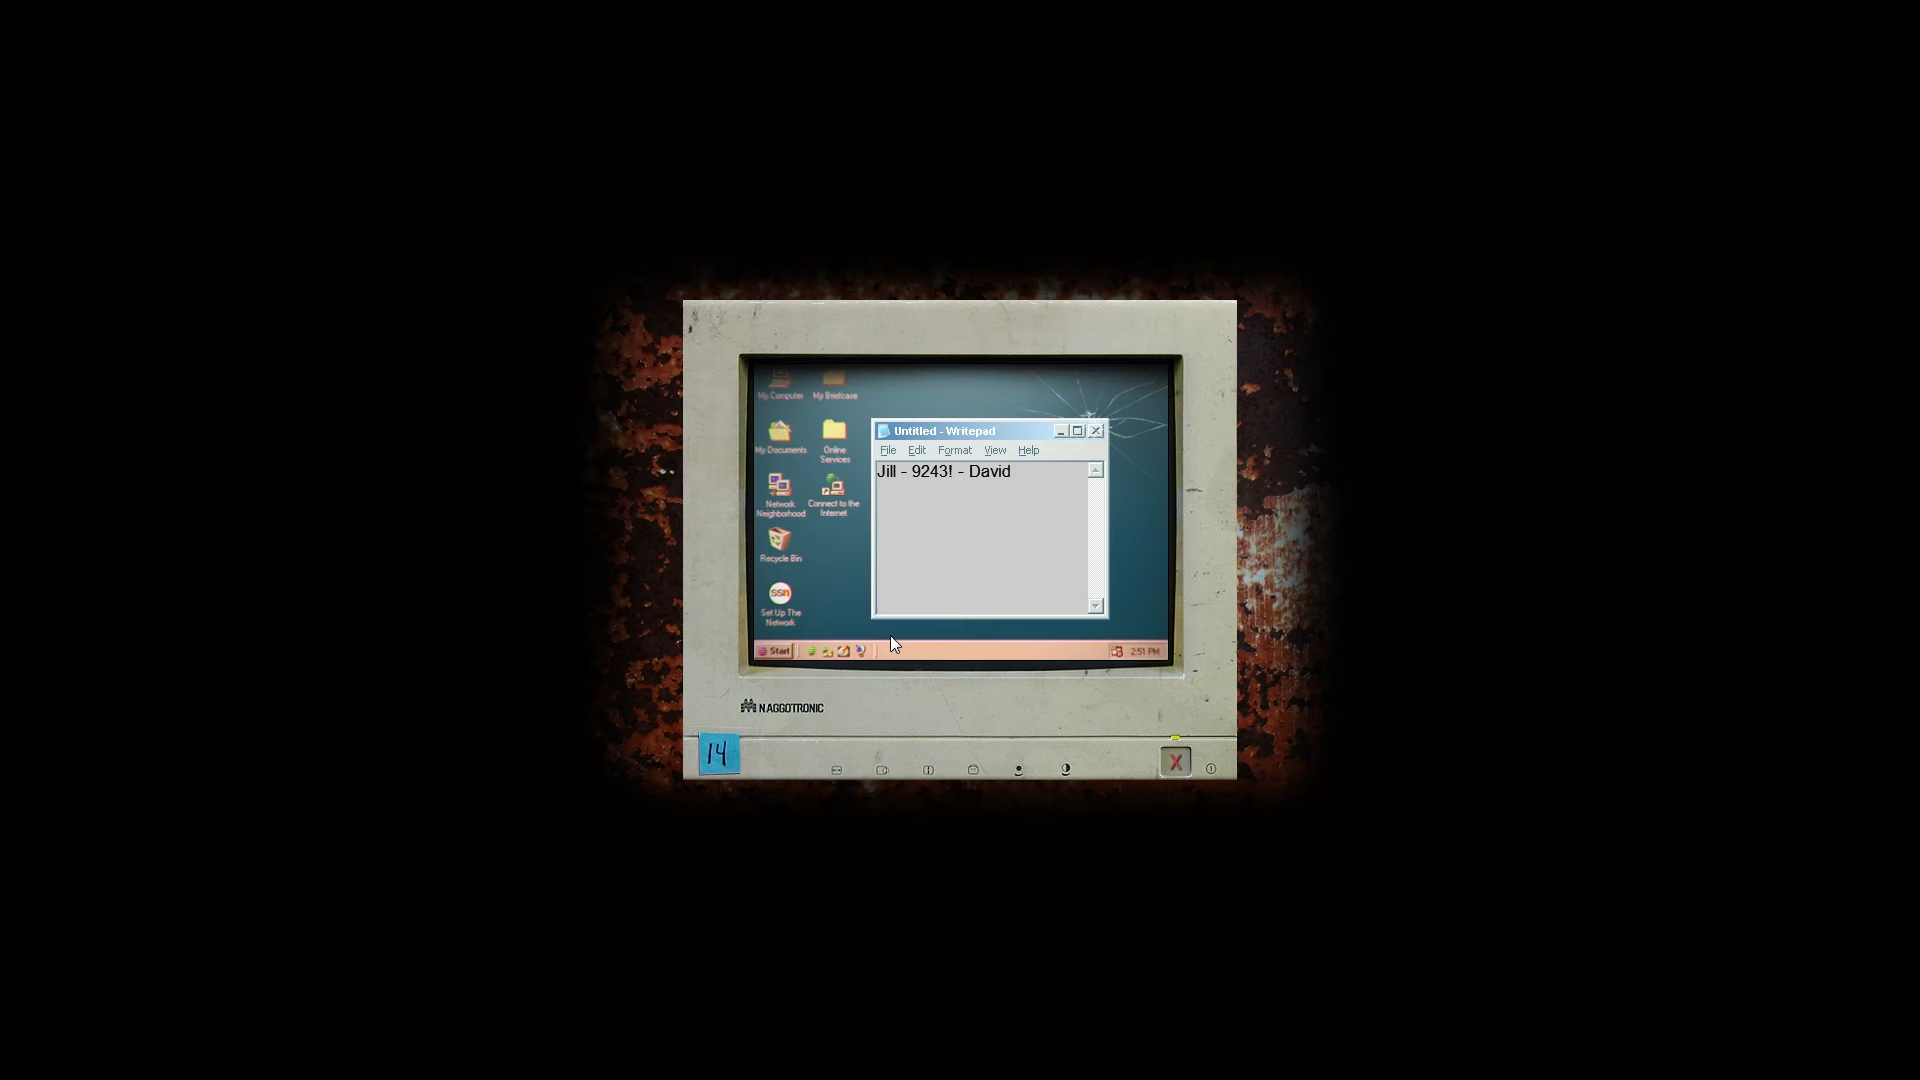 My Computer
My Briefcase
My Documents
Online
Services
Network
Neighborhood
Connect to the
Internet
Recycle Bin
ssn
Set Up The
Network
Untitled - Writepad
File Edit Format View Help
Jill - 9243! - David
Start
2:51 PM
NAGGOTRONIC
14
X